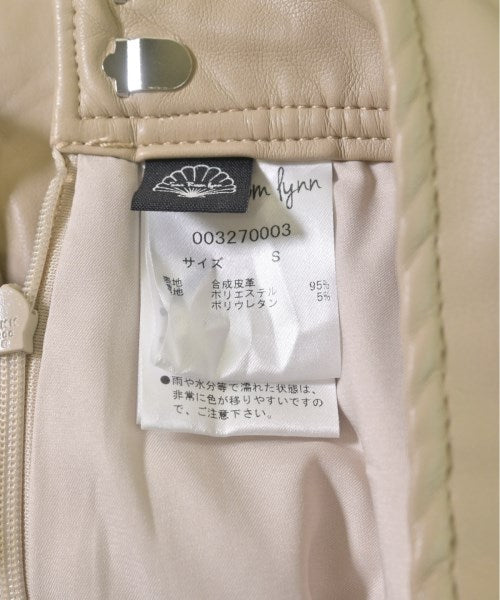 om lynn
003270003
サイズ S
表地 合成皮革
地 ポリエステル 95%
ポリウレタン 5%
●雨や水分等で濡れた状態は、
非常に色が移りやすいですの
で、ご注意下さい。